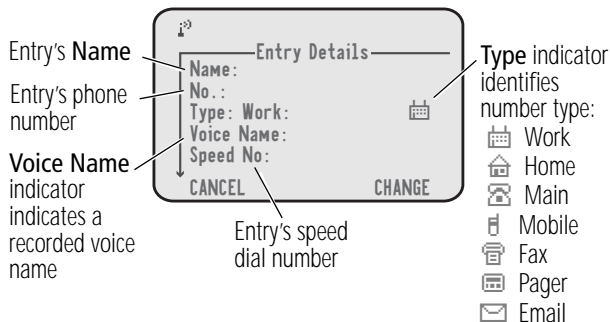 Entry's Name
Entry's phone
number
Voice Name
indicator
indicates a
recorded voice
name
Entry Details
Name:
No.:
Type: Work:
Voice Name:
Speed No:
CANCEL CHANGE
Entry's speed
dial number
Type indicator
identifies
number type:
Work
Home
Main
Mobile
Fax
Pager
Email